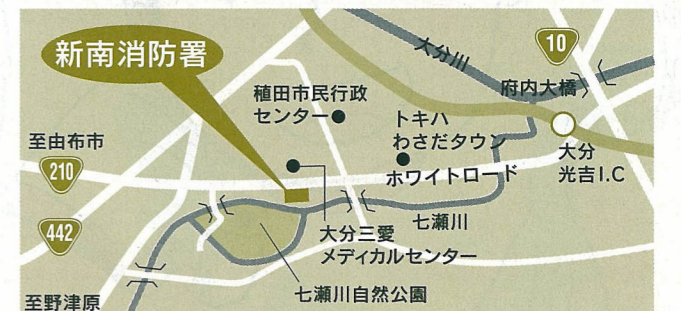 新南消防署
10
大分川
府内大橋
稙田市民行政
センター
トキハ
わさだタウン
至由布市
210
ホワイトロード
大分
光吉I.C
442
七瀬川
大分三愛
メディカルセンター
七瀬川自然公園
至野津原